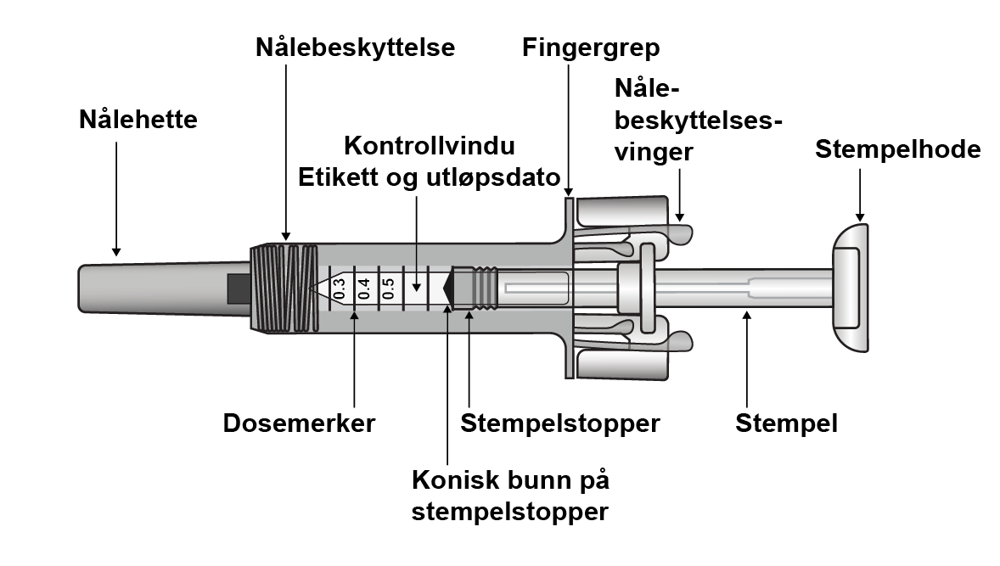 Nålebeskyttelse
Fingergrep
Nåle-
beskyttelses-
vinger
Nålehette
Kontrollvindu
Etikett og utløpsdato
Stempelhode
0.3
0.4
0.5
Dosemerker
Stempelstopper
Stempel
Konisk bunn på
stempelstopper